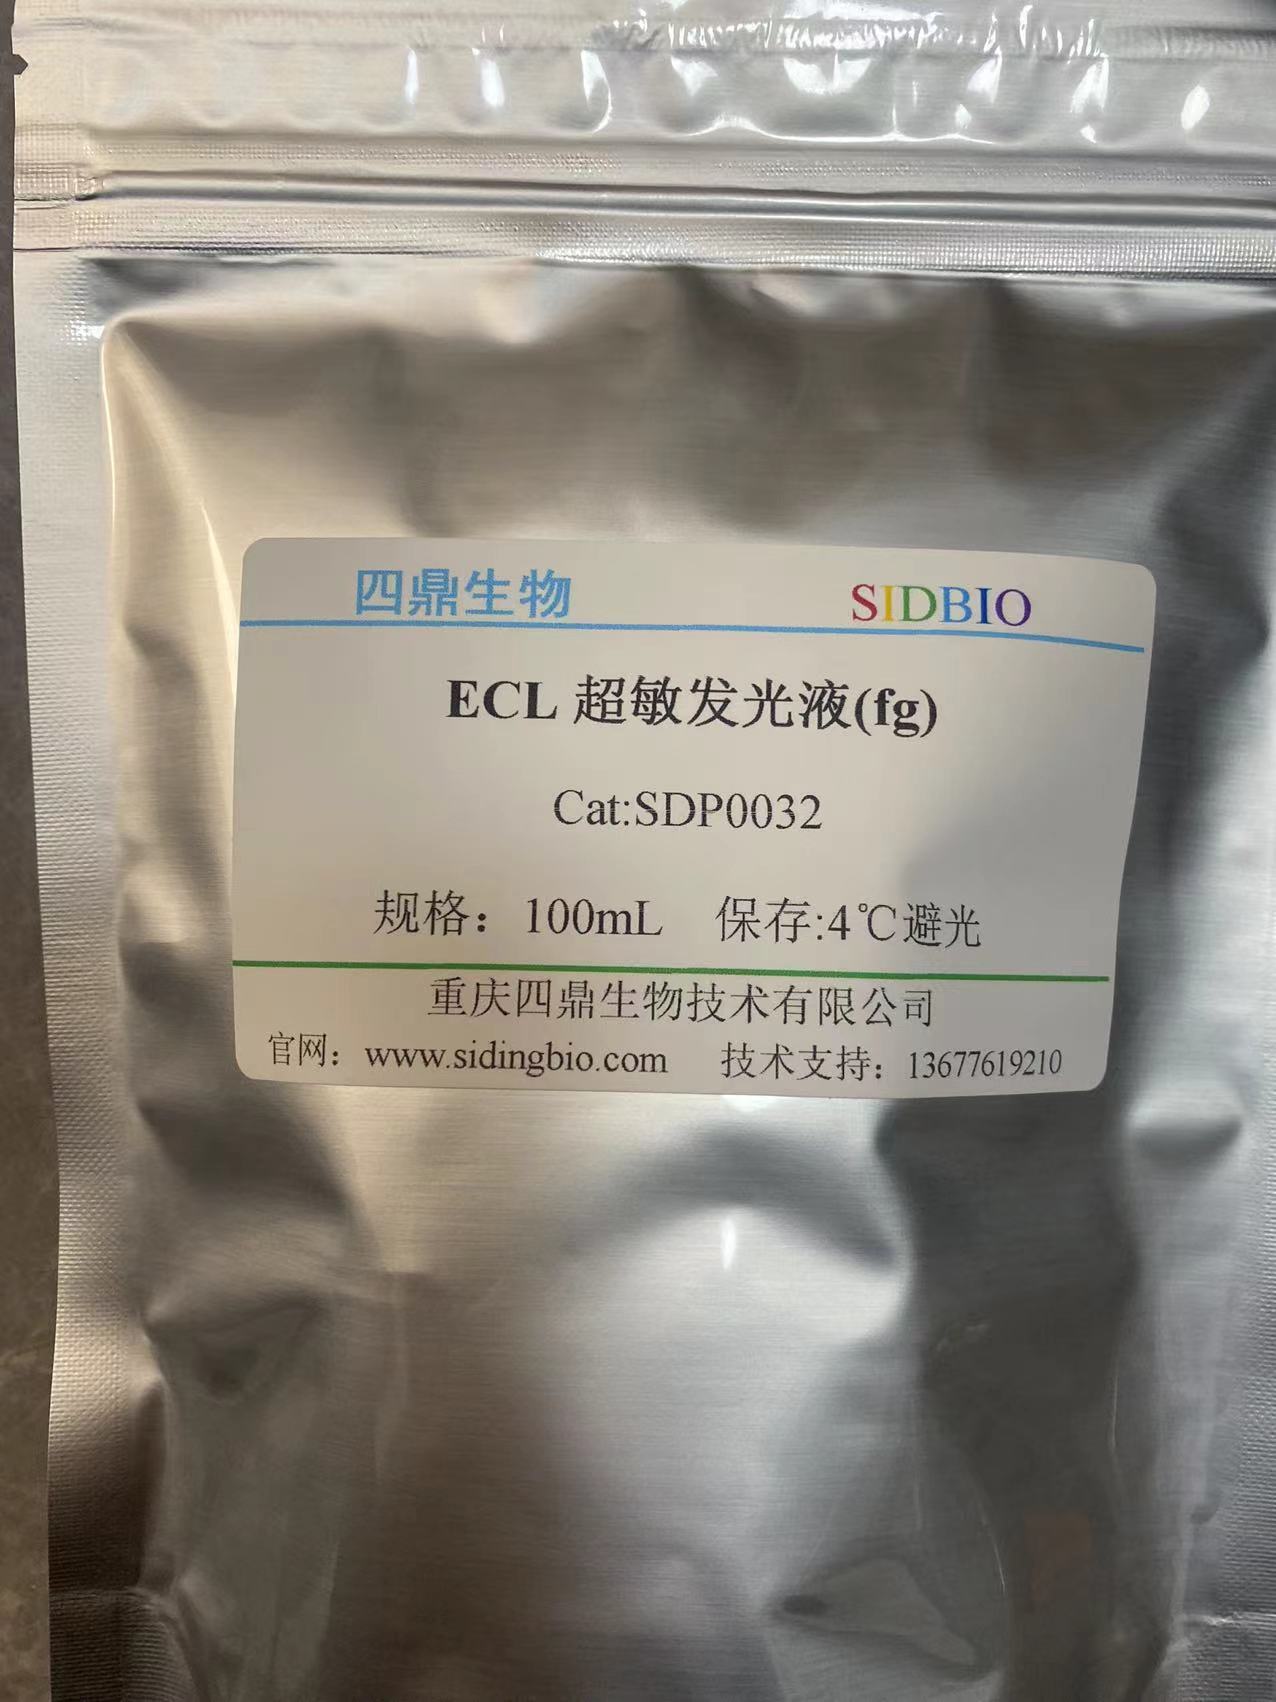 四鼎生物 SIDBIO
ECL 超敏发光液(fg)
Cat:SDP0032
规格：100mL 保存:4℃避光
重庆四鼎生物技术有限公司
官网：www.sidingbio.com 技术支持：13677619210